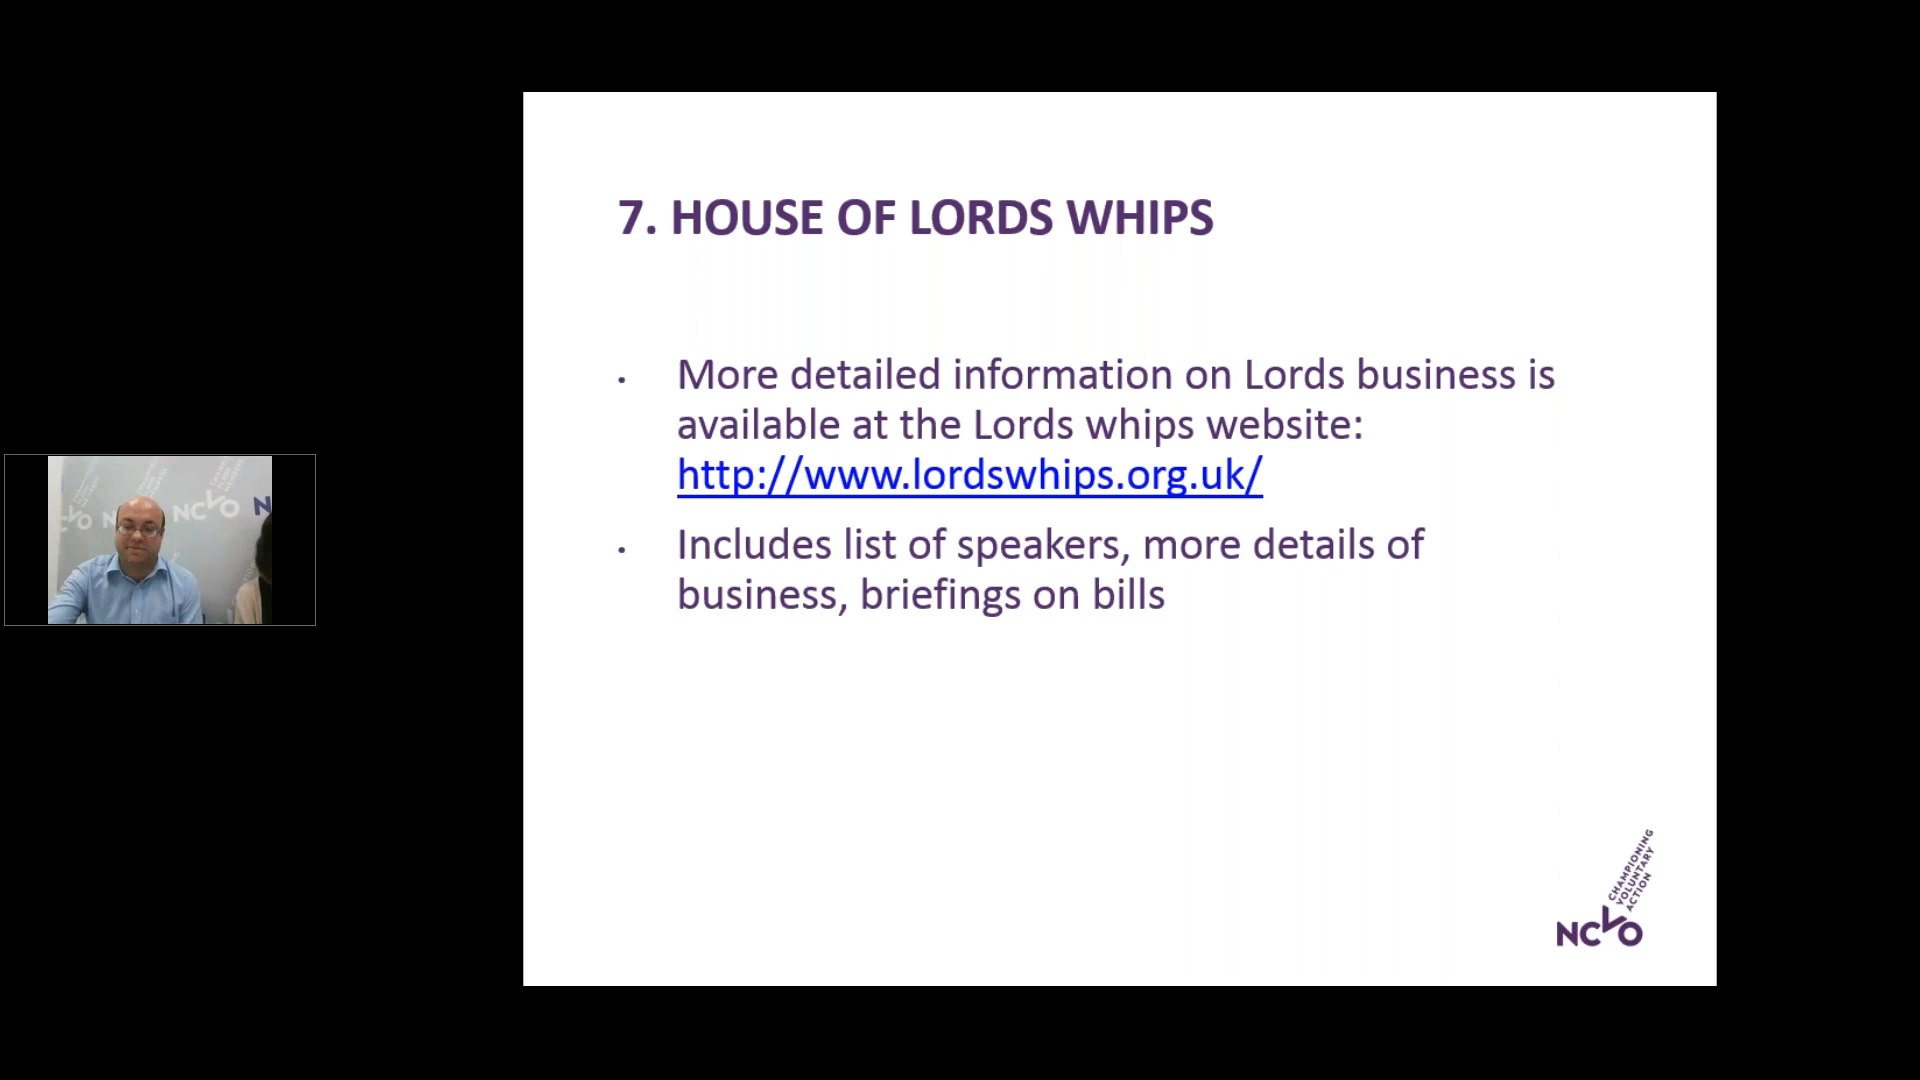 7. HOUSE OF LORDS WHIPS
• More detailed information on Lords business is
available at the Lords whips website:
http://www.lordswhips.org.uk/
• Includes list of speakers, more details of
business, briefings on bills
CHAMPIONING
VOLUNTARY
ACTION
NCVO
NCVO